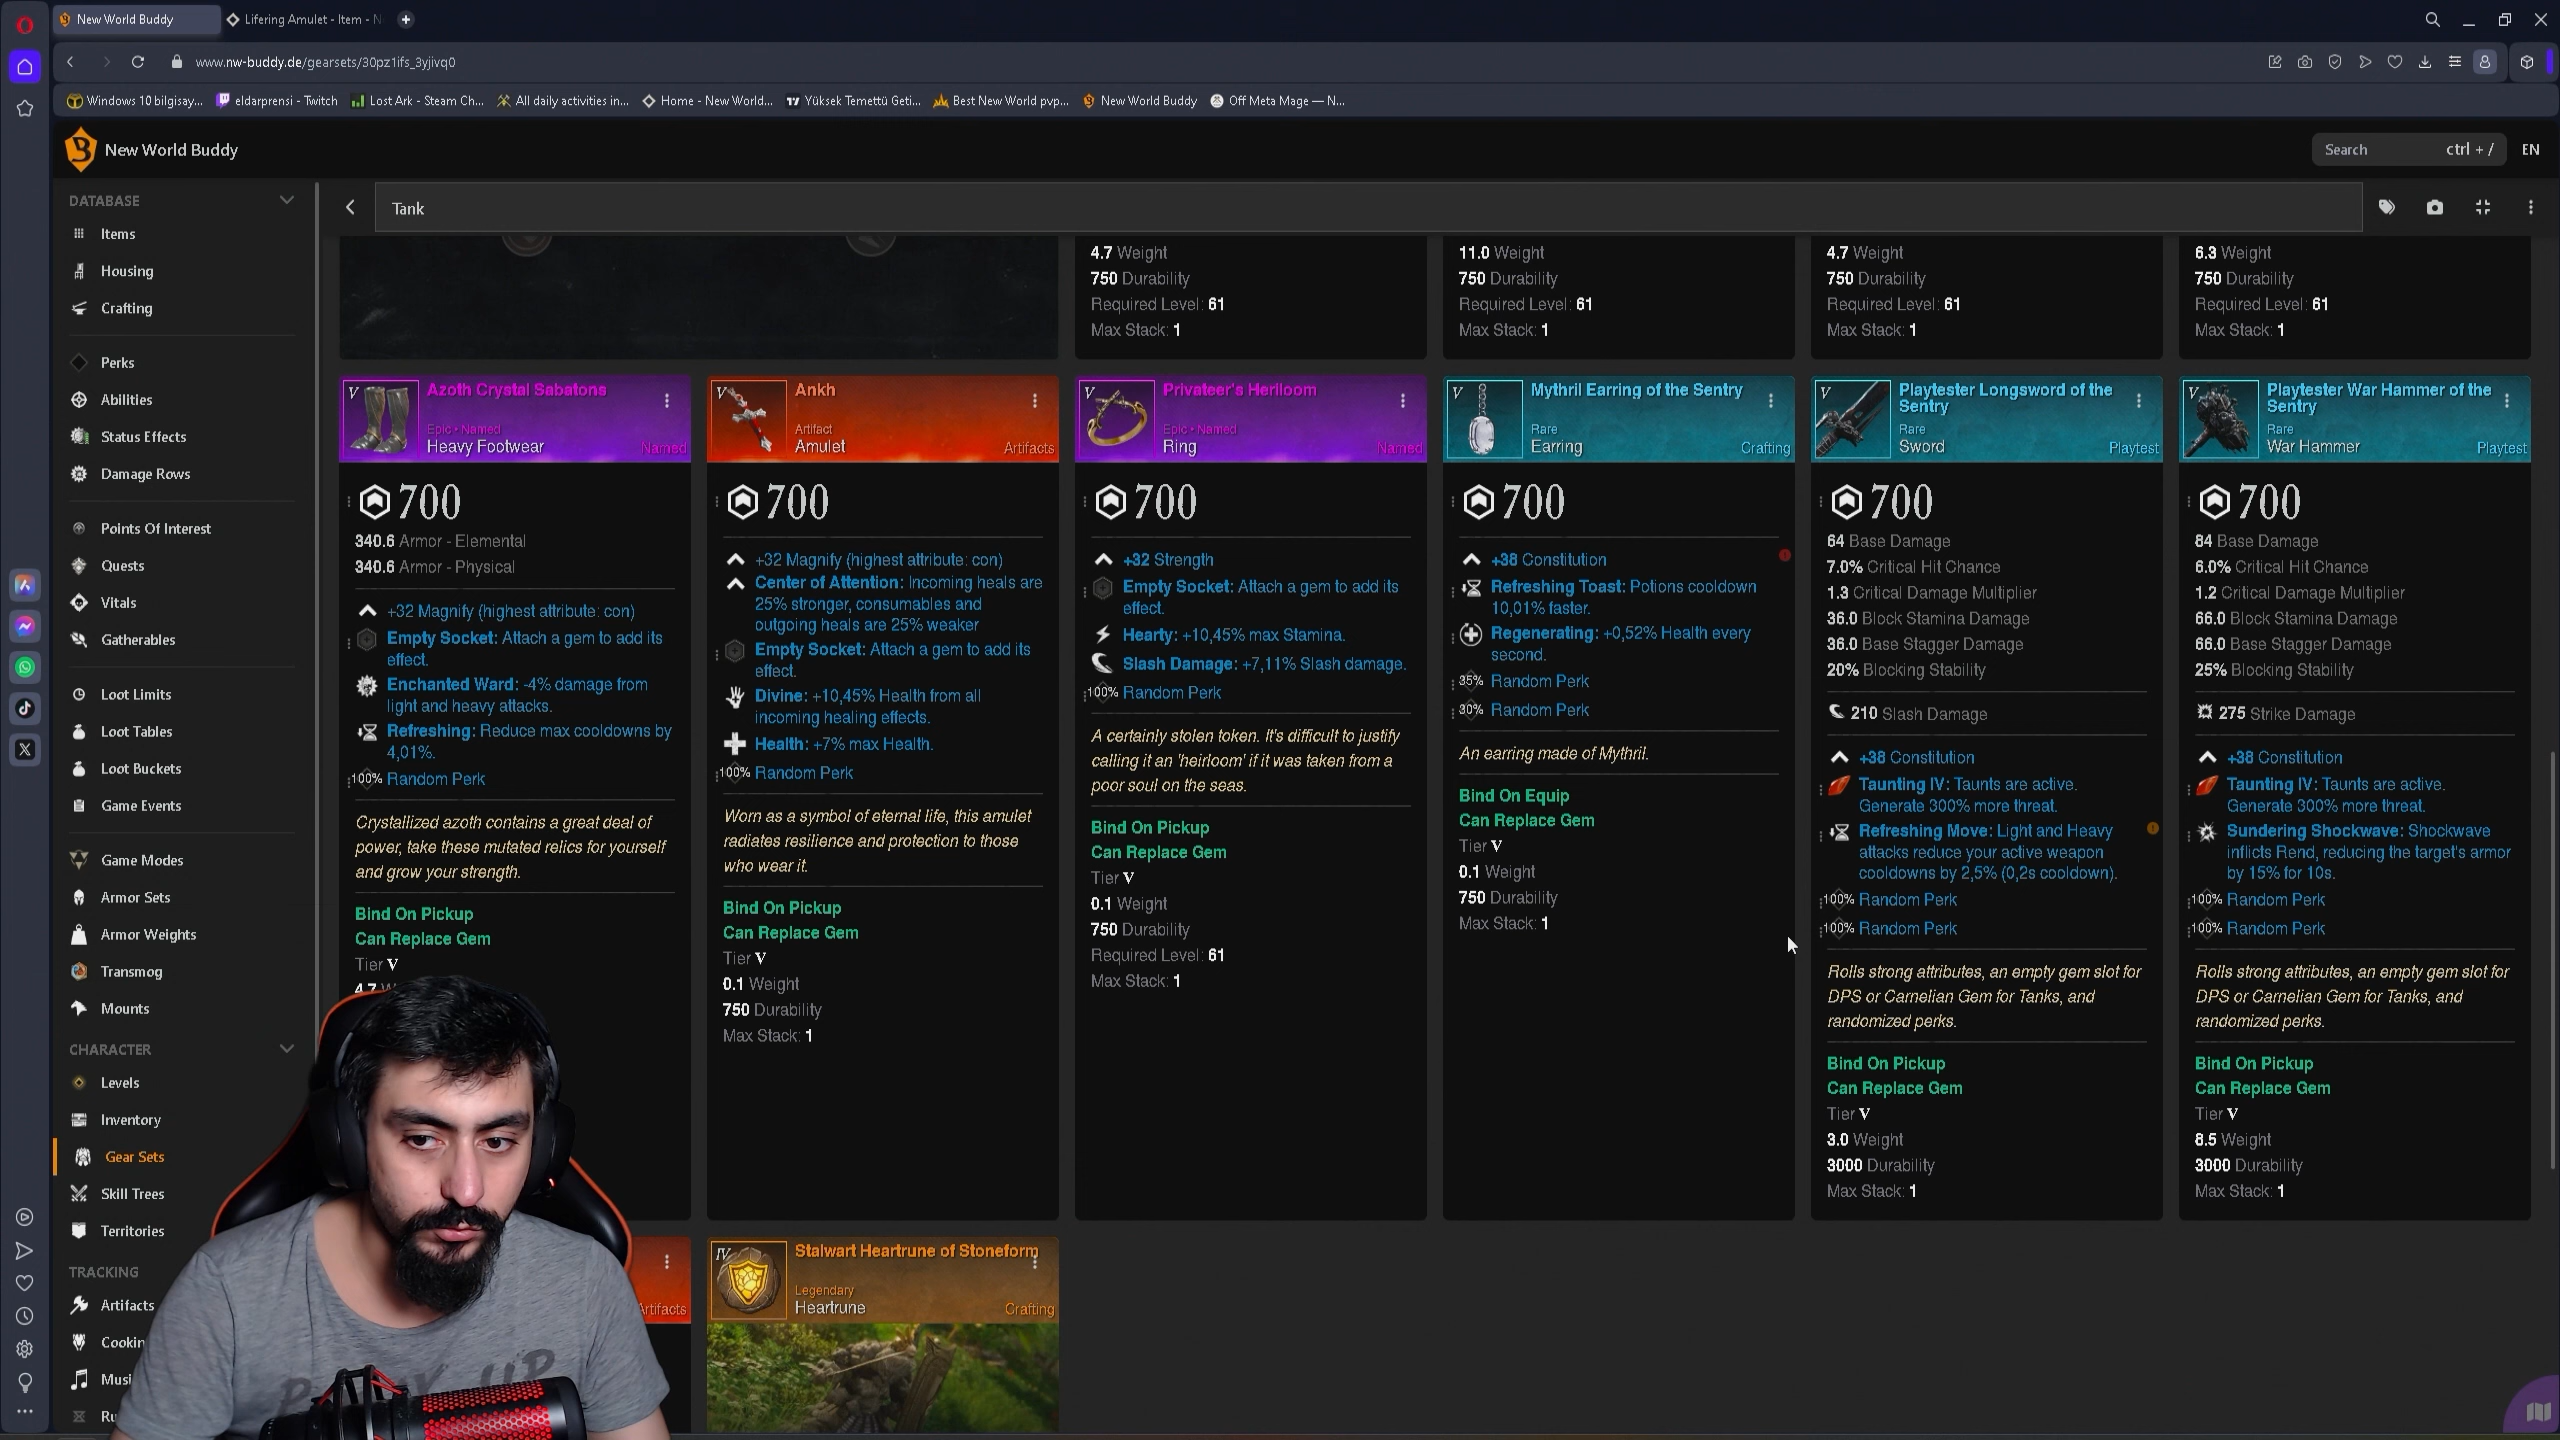 New World Buddy
Lifering Amulet - Item - N
www.nw-buddy.de/gearsets/30pz1ifs_3yjivq0
Windows 10 bilgisay...
eldarprensi - Twitch
Lost Ark - Steam Ch...
All daily activities in...
Home - New World...
Yüksek Temettü Geti...
Best New World pvp...
New World Buddy
Off Meta Mage — N...
New World Buddy
Search ctrl + /
EN
DATABASE
Items
Housing
Crafting
Perks
Abilities
Status Effects
Damage Rows
Points Of Interest
Quests
Vitals
Gatherables
Loot Limits
Loot Tables
Loot Buckets
Game Events
Game Modes
Armor Sets
Armor Weights
Transmog
Mounts
CHARACTER
Levels
Inventory
Gear Sets
Skill Trees
Territories
TRACKING
Artifacts
Cookin
Musi
Ru
Tank
4.7 Weight
750 Durability
Required Level: 61
Max Stack: 1
11.0 Weight
750 Durability
Required Level: 61
Max Stack: 1
4.7 Weight
750 Durability
Required Level: 61
Max Stack: 1
6.3 Weight
750 Durability
Required Level: 61
Max Stack: 1
V
Azoth Crystal Sabatons
Epic • Named
Heavy Footwear
Named
700
340.6 Armor - Elemental
340.6 Armor - Physical
+32 Magnify (highest attribute: con)
Empty Socket: Attach a gem to add its
effect.
Enchanted Ward: -4% damage from
light and heavy attacks.
Refreshing: Reduce max cooldowns by
4,01%.
100% Random Perk
Crystallized azoth contains a great deal of
power, take these mutated relics for yourself
and grow your strength.
Bind On Pickup
Can Replace Gem
Tier V
4.7 W
V
Ankh
Artifact
Amulet
Artifacts
700
+32 Magnify (highest attribute: con)
Center of Attention: Incoming heals are
25% stronger, consumables and
outgoing heals are 25% weaker
Empty Socket: Attach a gem to add its
effect.
Divine: +10,45% Health from all
incoming healing effects.
Health: +7% max Health.
100% Random Perk
Worn as a symbol of eternal life, this amulet
radiates resilience and protection to those
who wear it.
Bind On Pickup
Can Replace Gem
Tier V
0.1 Weight
750 Durability
Max Stack: 1
V
Privateer's Herlloom
Epic • Named
Ring
Named
700
+32 Strength
Empty Socket: Attach a gem to add its
effect.
Hearty: +10,45% max Stamina.
Slash Damage: +7,11% Slash damage.
100% Random Perk
A certainly stolen token. It's difficult to justify
calling it an 'heirloom' if it was taken from a
poor soul on the seas.
Bind On Pickup
Can Replace Gem
Tier V
0.1 Weight
750 Durability
Required Level: 61
Max Stack: 1
V
Mythril Earring of the Sentry
Rare
Earring
Crafting
700
+38 Constitution
Refreshing Toast: Potions cooldown
10,01% faster.
Regenerating: +0,52% Health every
second.
35% Random Perk
30% Random Perk
An earring made of Mythril.
Bind On Equip
Can Replace Gem
Tier V
0.1 Weight
750 Durability
Max Stack: 1
V
Playtester Longsword of the
Sentry
Rare
Sword
Playtest
700
64 Base Damage
7.0% Critical Hit Chance
1.3 Critical Damage Multiplier
36.0 Block Stamina Damage
36.0 Base Stagger Damage
20% Blocking Stability
210 Slash Damage
+38 Constitution
Taunting IV: Taunts are active.
Generate 300% more threat.
Refreshing Move: Light and Heavy
attacks reduce your active weapon
cooldowns by 2,5% (0,2s cooldown).
100% Random Perk
100% Random Perk
Rolls strong attributes, an empty gem slot for
DPS or Carnelian Gem for Tanks, and
randomized perks.
Bind On Pickup
Can Replace Gem
Tier V
3.0 Weight
3000 Durability
Max Stack: 1
V
Playtester War Hammer of the
Sentry
Rare
War Hammer
Playtest
700
84 Base Damage
6.0% Critical Hit Chance
1.2 Critical Damage Multiplier
66.0 Block Stamina Damage
66.0 Base Stagger Damage
25% Blocking Stability
275 Strike Damage
+38 Constitution
Taunting IV: Taunts are active.
Generate 300% more threat.
Sundering Shockwave: Shockwave
inflicts Rend, reducing the target's armor
by 15% for 10s.
100% Random Perk
100% Random Perk
Rolls strong attributes, an empty gem slot for
DPS or Carnelian Gem for Tanks, and
randomized perks.
Bind On Pickup
Can Replace Gem
Tier V
8.5 Weight
3000 Durability
Max Stack: 1
Artifacts
IV
Stalwart Heartrune of Stoneform
Legendary
Heartrune
Crafting